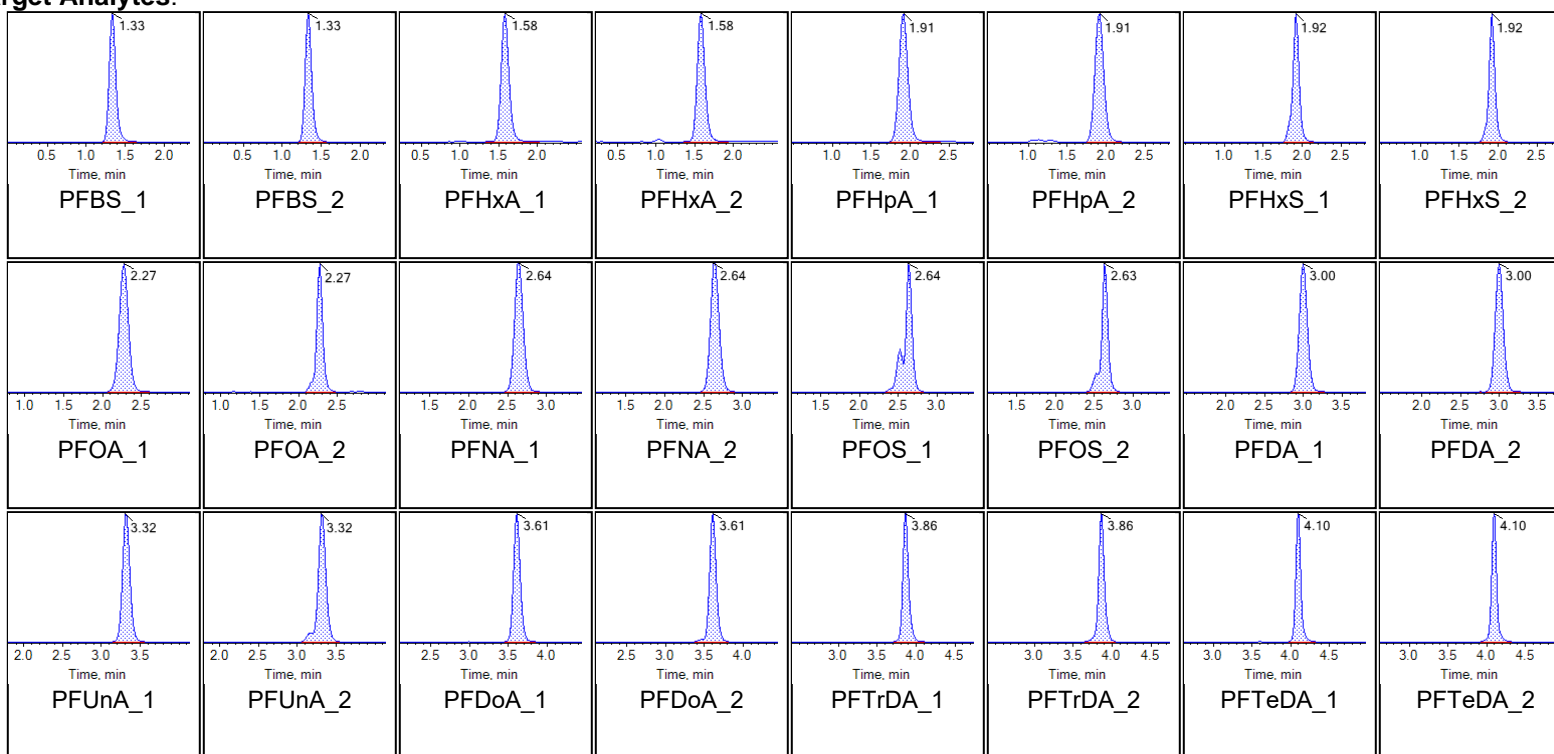 rget Analytes:
1.33 1.33 1.58 1.58 1.91 1.91 1.92 1.92
0.5 1.0 1.5 2.0 0.5 1.0 1.5 2.0 0.5 1.0 1.5 2.0 0.5 1.0 1.5 2.0 1.0 1.5 2.0 2.5 1.0 1.5 2.0 2.5 1.0 1.5 2.0 2.5 1.0 1.5 2.0 2.5
Time, min Time, min Time, min Time, min Time, min Time, min Time, min Time, min
PFBS_1 PFBS_2 PFHxA_1 PFHxA_2 PFHpA_1 PFHpA_2 PFHxS_1 PFHxS_2
2.27 2.27 2.64 2.64 2.64 2.63 3.00 3.00
1.0 1.5 2.0 2.5 1.0 1.5 2.0 2.5 1.5 2.0 2.5 3.0 1.5 2.0 2.5 3.0 1.5 2.0 2.5 3.0 1.5 2.0 2.5 3.0 2.0 2.5 3.0 3.5 2.0 2.5 3.0 3.5
Time, min Time, min Time, min Time, min Time, min Time, min Time, min Time, min
PFOA_1 PFOA_2 PFNA_1 PFNA_2 PFOS_1 PFOS_2 PFDA_1 PFDA_2
3.32 3.32 3.61 3.61 3.86 3.86 4.10 4.10
2.0 2.5 3.0 3.5 2.0 2.5 3.0 3.5 2.5 3.0 3.5 4.0 2.5 3.0 3.5 4.0 3.0 3.5 4.0 4.5 3.0 3.5 4.0 4.5 3.0 3.5 4.0 4.5 3.0 3.5 4.0 4.5
Time, min Time, min Time, min Time, min Time, min Time, min Time, min Time, min
PFUnA_1 PFUnA_2 PFDoA_1 PFDoA_2 PFTrDA_1 PFTrDA_2 PFTeDA_1 PFTeDA_2